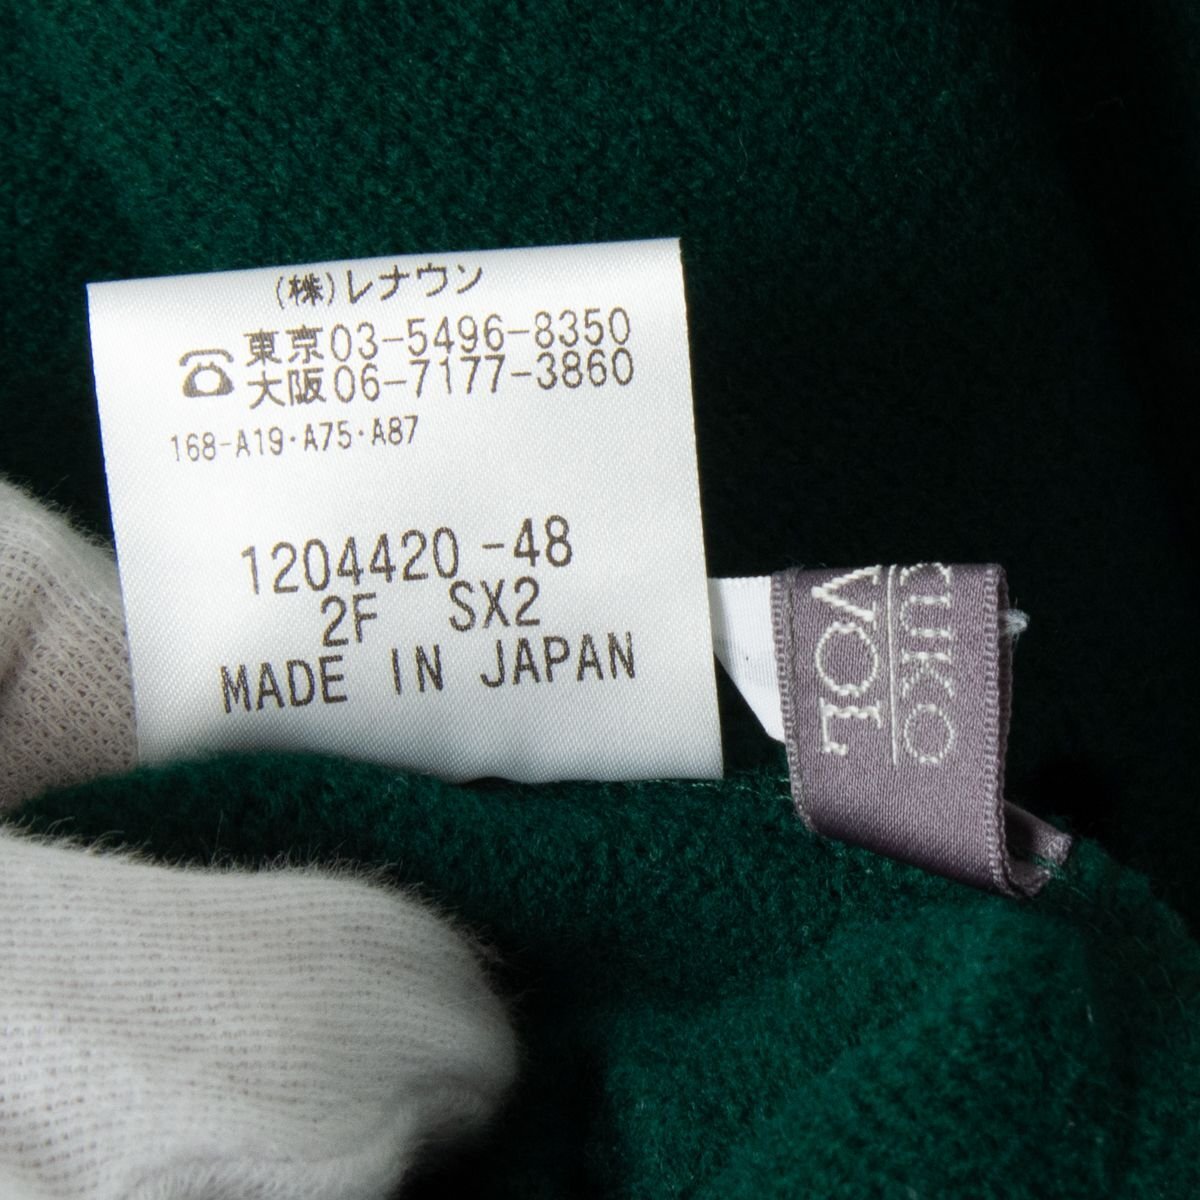 (株)レナウン
☎東京03-5496-8350
大阪06-7177-3860
168-A19·A75·A87
1204420 -48
2F SX2
MADE IN JAPAN
VOL